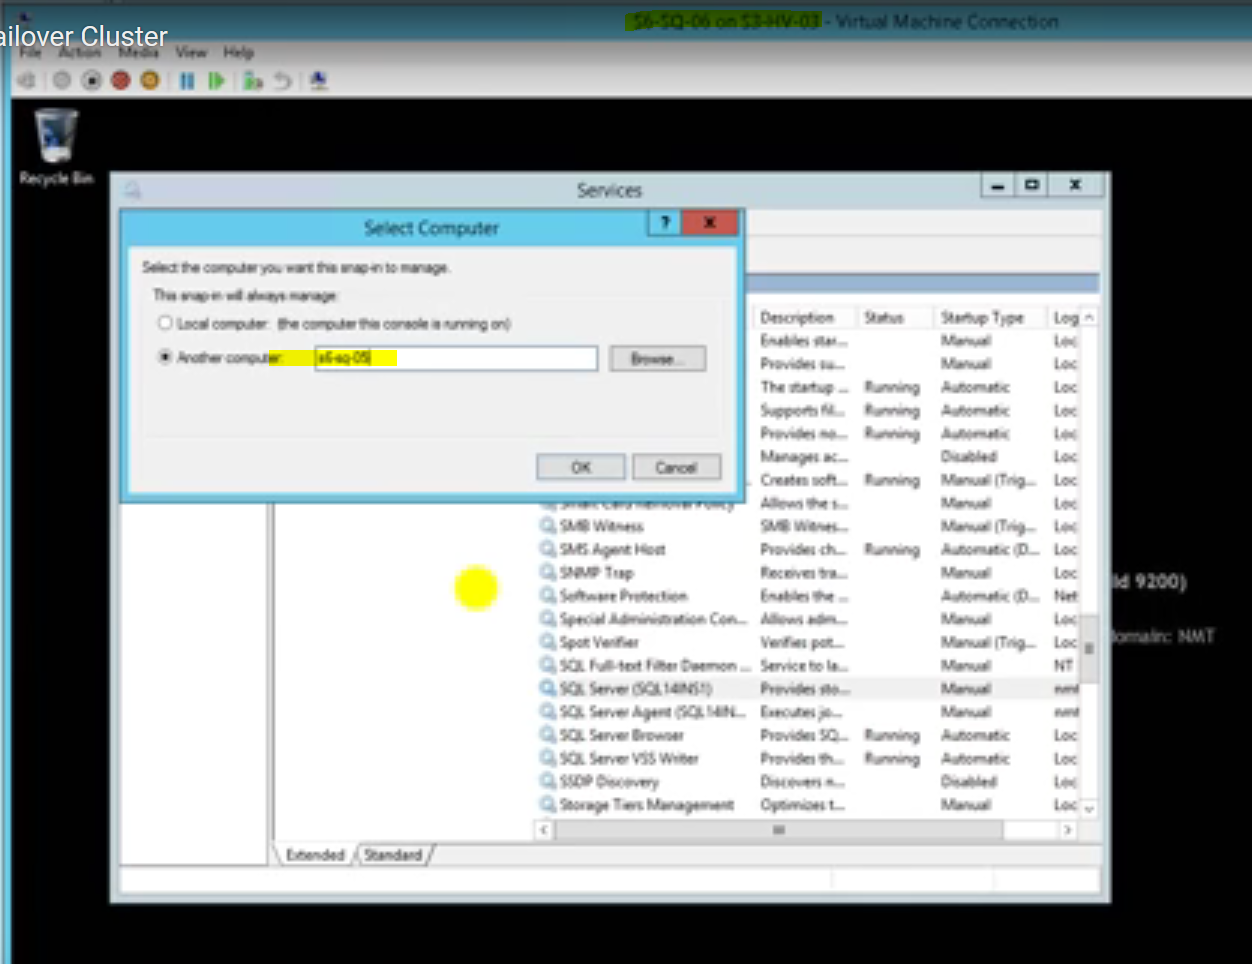 S6-SQ-06 on S3-HV-03 - Virtual Machine Connection
ailover Cluster
File Action Media View Help
Recycle Bin
Services
Select Computer
?
Select the computer you want this snap-in to manage.
This snap-in will always manage:
Local computer: (the computer this console is running on)
Another computer: s6-sq-05 Browse...
OK Cancel
Description Status Startup Type Log
Enables star... Manual Loc
Provides su... Manual Loc
The startup ... Running Automatic Loc
Supports fil... Running Automatic Loc
Provides no... Running Automatic Loc
Manages ac... Disabled Loc
... Creates soft... Running Manual (Trig... Loc
Smart Card Removal Policy Allows the s... Manual Loc
SMB Witness SMB Witnes... Manual (Trig... Loc
SMS Agent Host Provides ch... Running Automatic (D... Loc
SNMP Trap Receives tra... Manual Loc
Software Protection Enables the ... Automatic (D... Net
Special Administration Con... Allows adm... Manual Loc
Spot Verifier Verifies pot... Manual (Trig... Loc
SQL Full-text Filter Daemon ... Service to la... Manual NT
SQL Server (SQL14INS1) Provides sto... Manual nmt
SQL Server Agent (SQL14IN... Executes jo... Manual nmt
SQL Server Browser Provides SQ... Running Automatic Loc
SQL Server VSS Writer Provides th... Running Automatic Loc
SSDP Discovery Discovers n... Disabled Loc
Storage Tiers Management Optimizes t... Manual Loc
Extended Standard
ld 9200)
omain: NMT